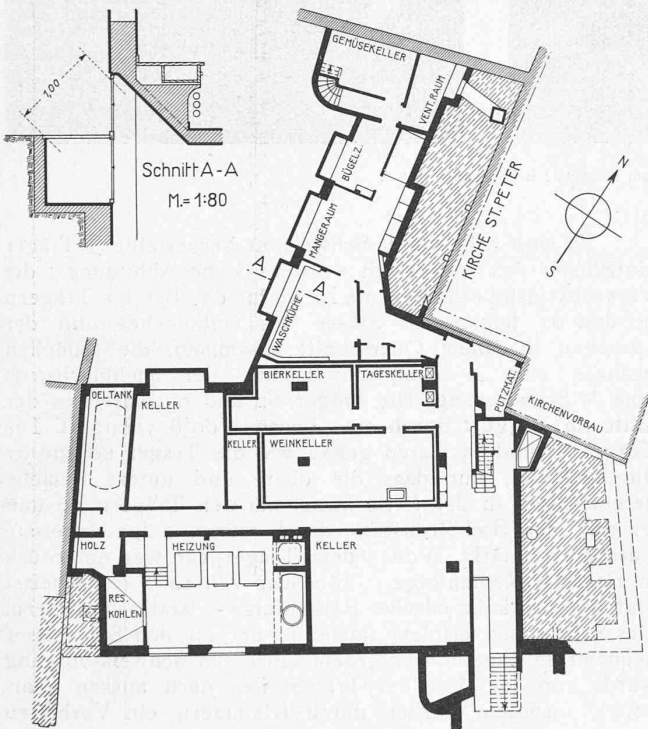 GEMÜSEKELLER
VENT. RAUM
1,00
Schnitt A-A
M.= 1:80
BÜGELZ.
KIRCHE ST. PETER
N
S
MANGERAUM
A
A
WASCHKÜCHE
BIERKELLER
TAGESKELLER
PUTZMAT.
KIRCHENVORBAU
OELTANK
KELLER
KELLER
WEINKELLER
HOLZ
HEIZUNG
KELLER
RES.
KOHLEN